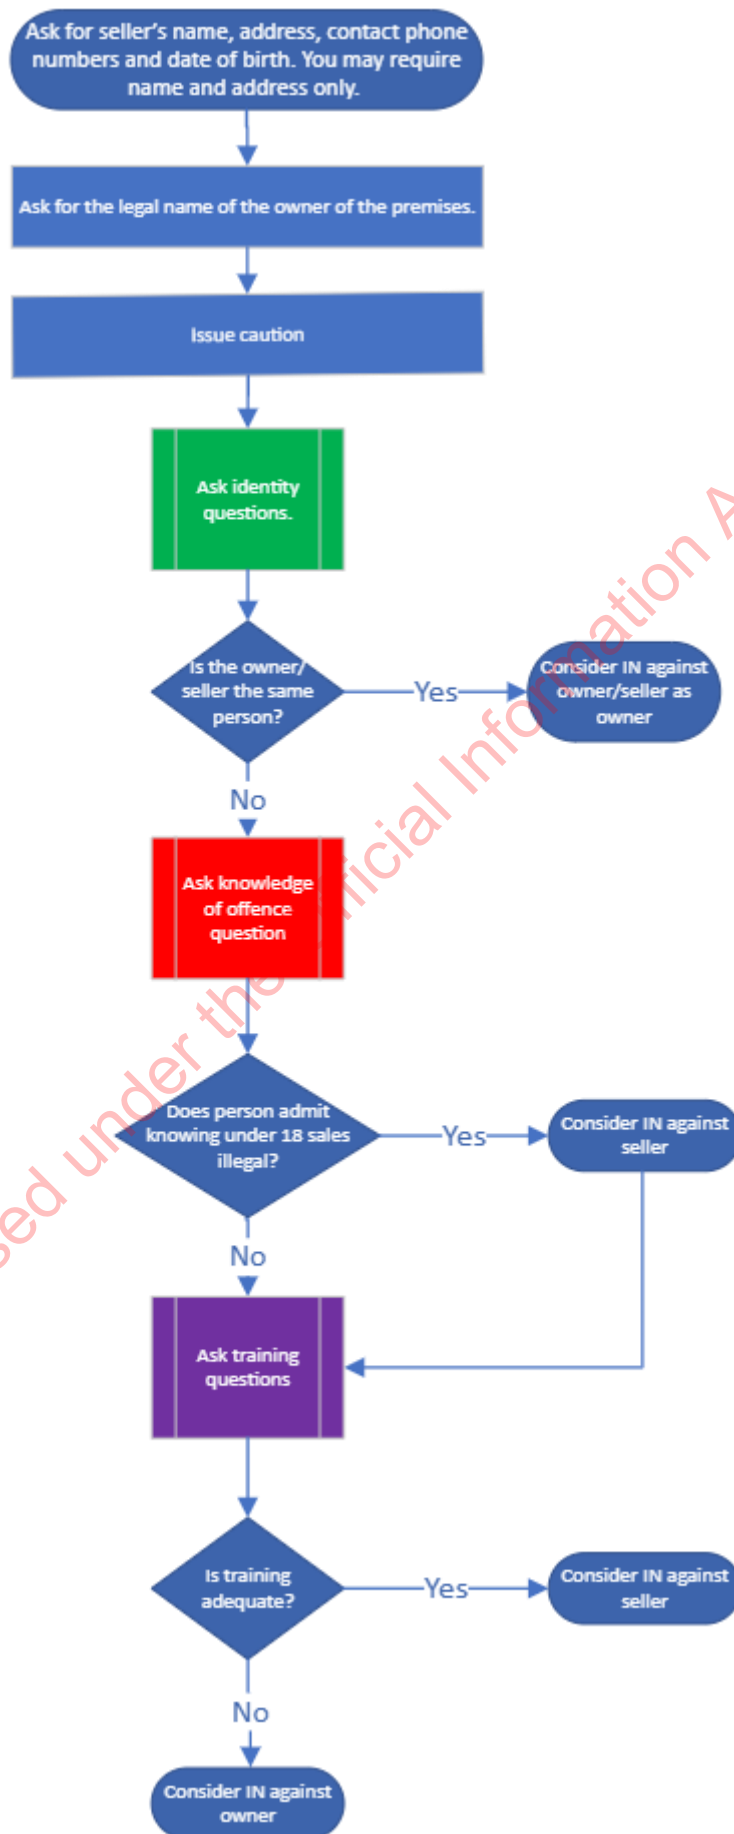 Ask for seller's name, address, contact phone
numbers and date of birth. You may require
name and address only.
Ask for the legal name of the owner of the premises.
Issue caution
Ask identity
questions.
Is the owner/
seller the same
person?
Yes
Consider IN against
owner/seller as
owner
No
Ask knowledge
of offence
question
Does person admit
knowing under 18 sales
illegal?
Yes
Consider IN against
seller
No
Ask training
questions
Is training
adequate?
Yes
Consider IN against
seller
No
Consider IN against
owner
under the Official Information